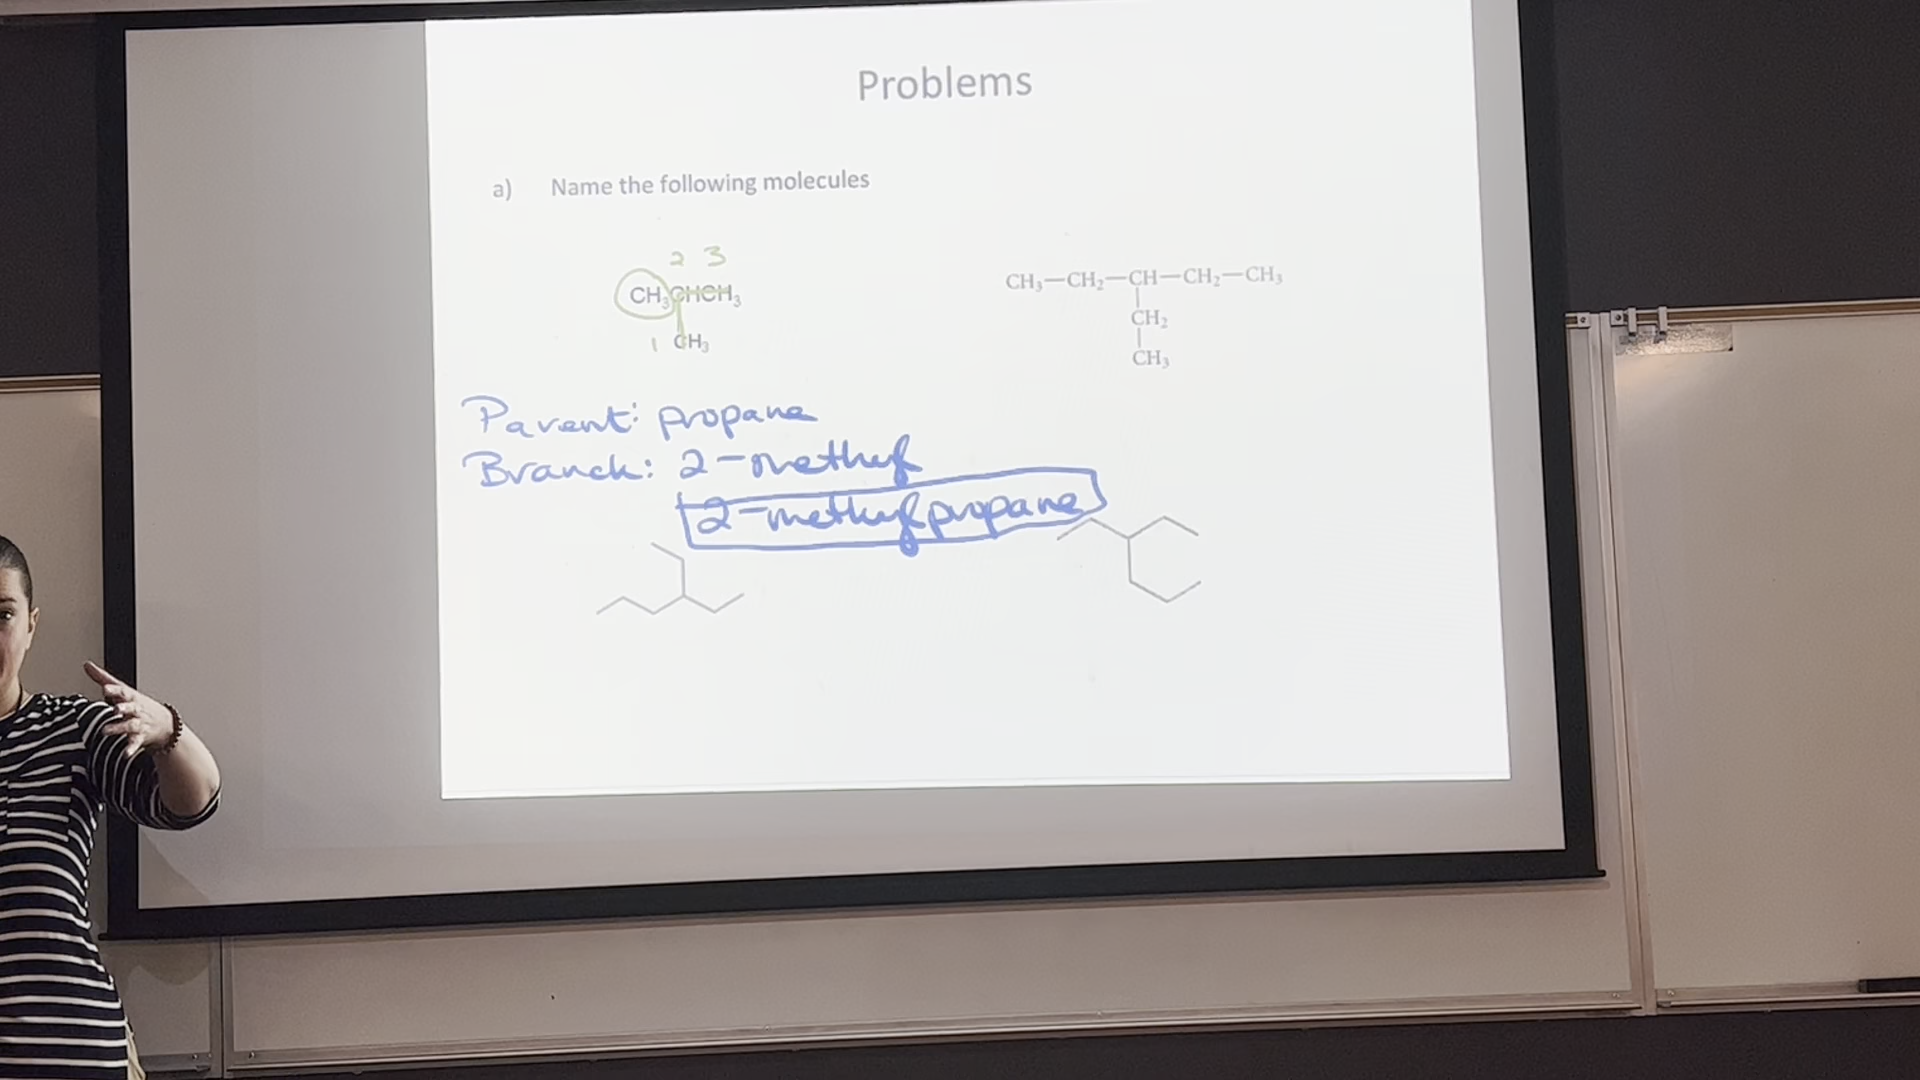 Problems
a) Name the following molecules
2 3
CH₃CHCH₃
1 CH₃
CH₃—CH₂—CH—CH₂—CH₃
CH₂
CH₃
Parent: propane
Branch: 2-methyl
2-methylpropane